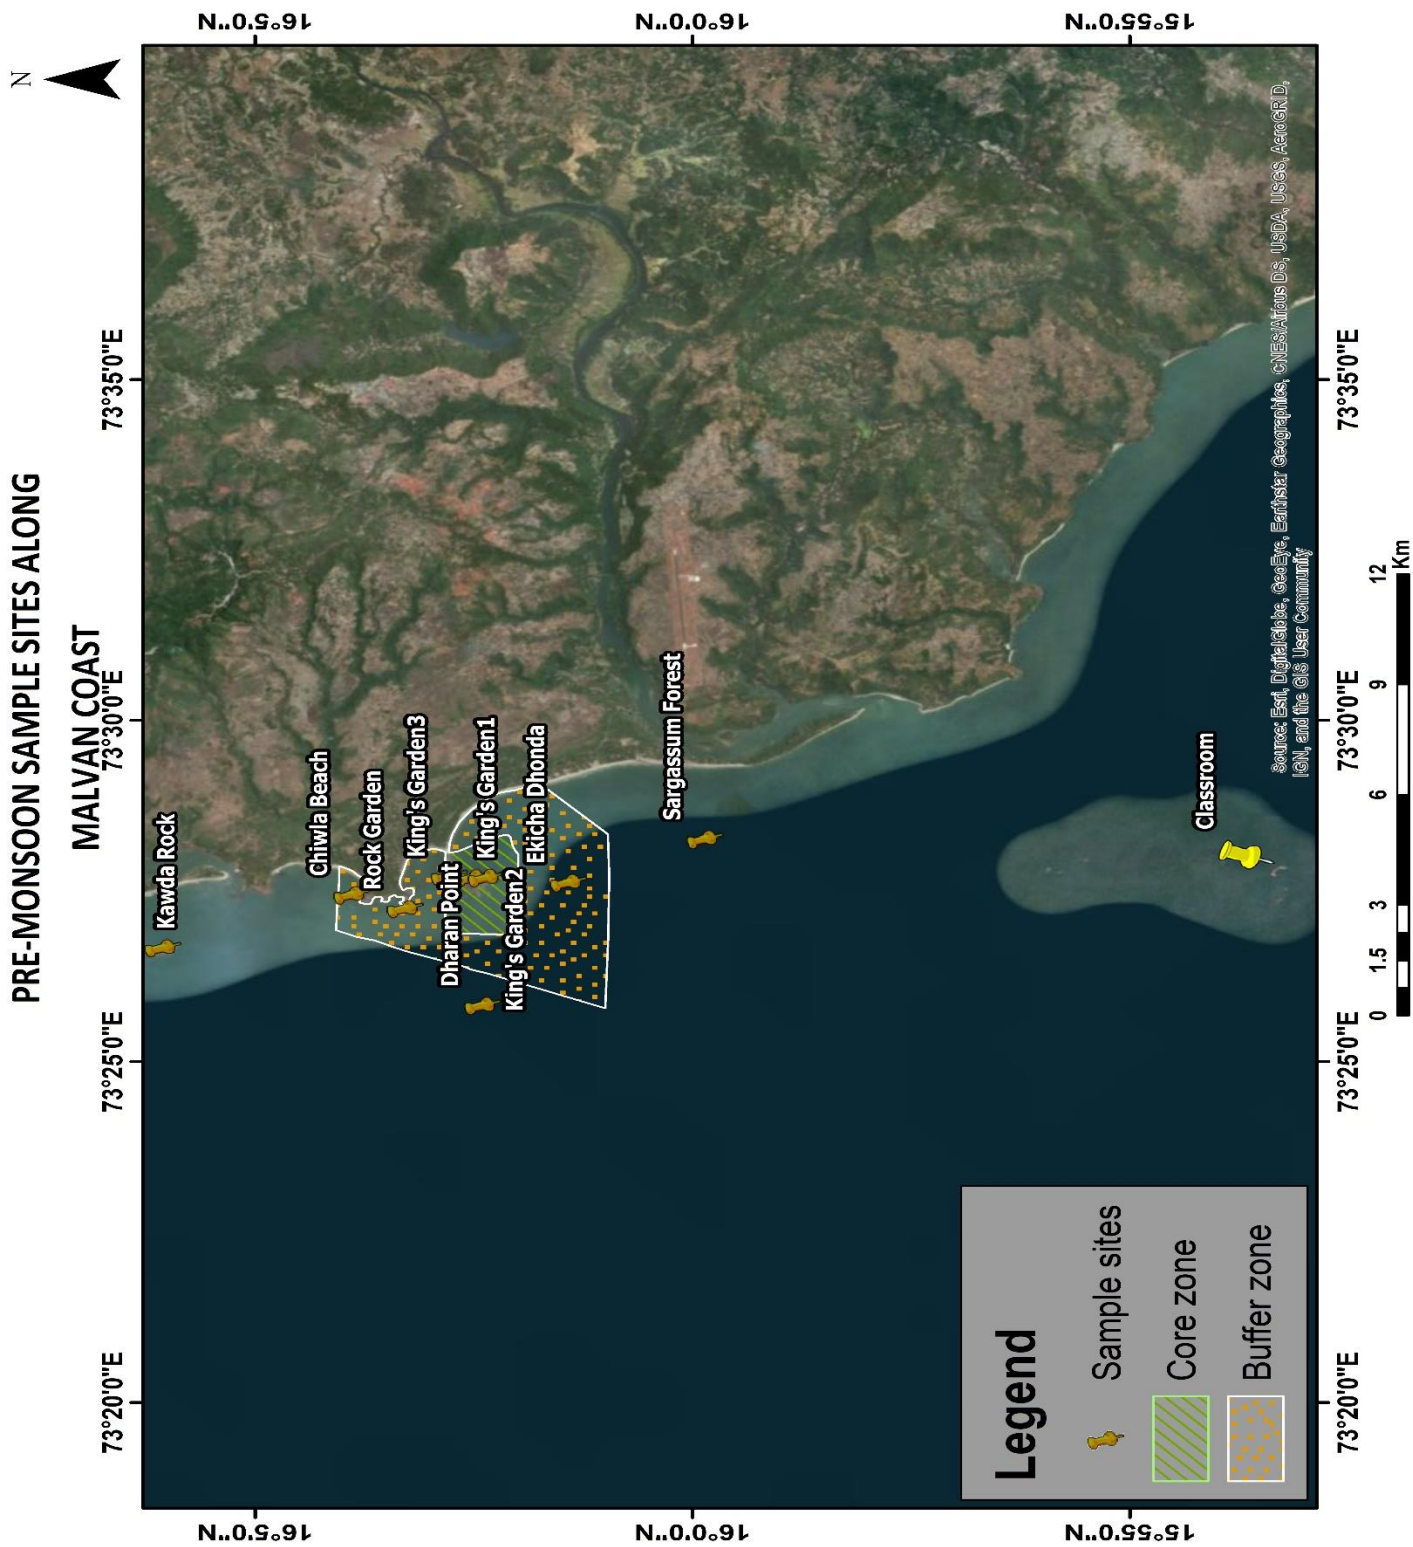 PRE-MONSOON SAMPLE SITES ALONG
MALVAN COAST
N
73°20'0"E
73°25'0"E
73°30'0"E
73°35'0"E
16°5'0"N
16°5'0"N
16°0'0"N
16°0'0"N
15°55'0"N
15°55'0"N
Kawda Rock
Chiwla Beach
Rock Garden
King's Garden3
Dharan Point
King's Garden1
King's Garden2
Ekicha Dhonda
Sargassum Forest
Classroom
Legend
Sample sites
Core zone
Buffer zone
Source: Esri, DigitalGlobe, GeoEye, Earthstar Geographics, CNES/Airbus DS, USDA, USGS, AeroGRID,
IGN, and the GIS User Community
73°20'0"E
73°25'0"E
73°30'0"E
73°35'0"E
0 1.5 3 6 9 12
Km